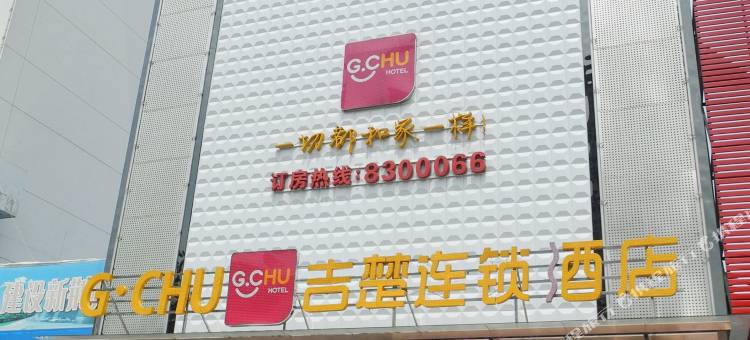 G.CHU
HOTEL
一切都和家一样!
订房热线:8300066
G·CHU G.CHU HOTEL 吉楚连锁酒店
建设新